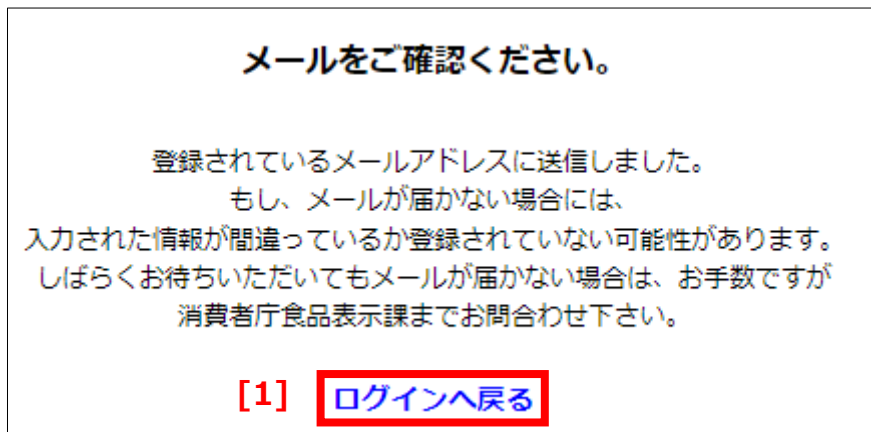 メールをご確認ください。
登録されているメールアドレスに送信しました。
もし、メールが届かない場合には、
入力された情報が間違っているか登録されていない可能性があります。
しばらくお待ちいただいてもメールが届かない場合は、お手数ですが
消費者庁食品表示課までお問合わせ下さい。
[1] ログインへ戻る